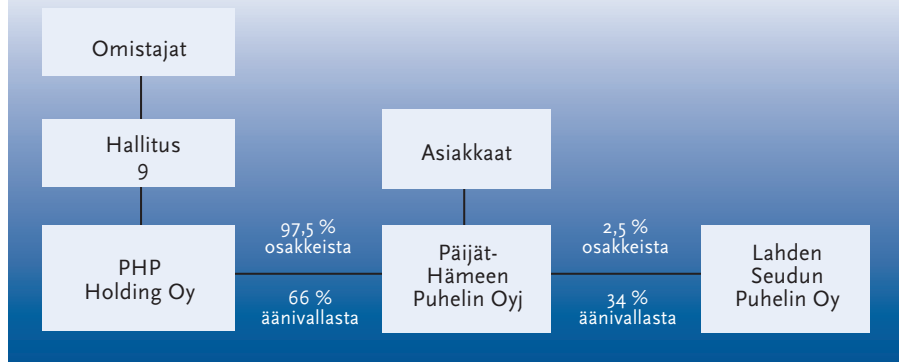 Omistajat
Hallitus
9
Asiakkaat
PHP
Holding Oy
97,5 %
osakkeista
66 %
äänivallasta
Päijät-
Hämeen
Puhelin Oyj
2,5 %
osakkeista
34 %
äänivallasta
Lahden
Seudun
Puhelin Oy